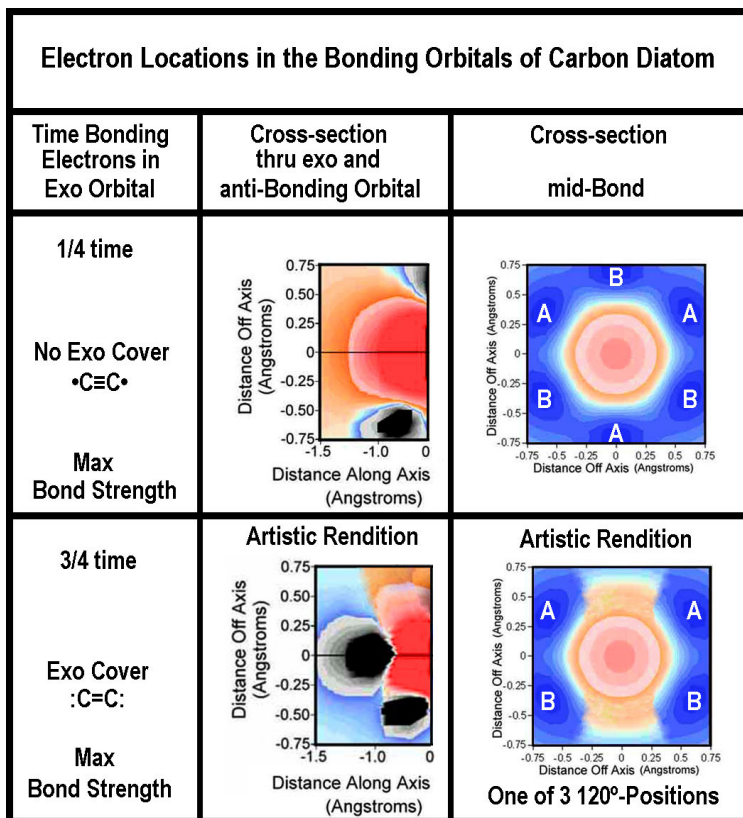 Electron Locations in the Bonding Orbitals of Carbon Diatom
Time Bonding
Electrons in
Exo Orbital
Cross-section
thru exo and
anti-Bonding Orbital
Cross-section
mid-Bond
1/4 time
No Exo Cover
•C≡C•
Max
Bond Strength
Distance Off Axis
(Angstroms)
0.75
0.50
0.25
0
-0.25
-0.50
-0.75
-1.5
-1.0
0
Distance Along Axis
(Angstroms)
Distance Off Axis (Angstroms)
0.75
0.50
0.25
0
-0.25
-0.50
-0.75
B
A A
B B
A
-0.75 -0.5 -0.25 0 0.25 0.5 0.75
Distance Off Axis (Angstroms)
3/4 time
Exo Cover
:C=C:
Max
Bond Strength
Artistic Rendition
Distance Off Axis
(Angstroms)
0.75
0.50
0.25
0
-0.25
-0.50
-0.75
-1.5
-1.0
0
Distance Along Axis
(Angstroms)
Artistic Rendition
Distance Off Axis (Angstroms)
0.75
0.50
0.25
0
-0.25
-0.50
-0.75
A A
B B
-0.75 -0.5 -0.25 0 0.25 0.5 0.75
Distance Off Axis (Angstroms)
One of 3 120º-Positions